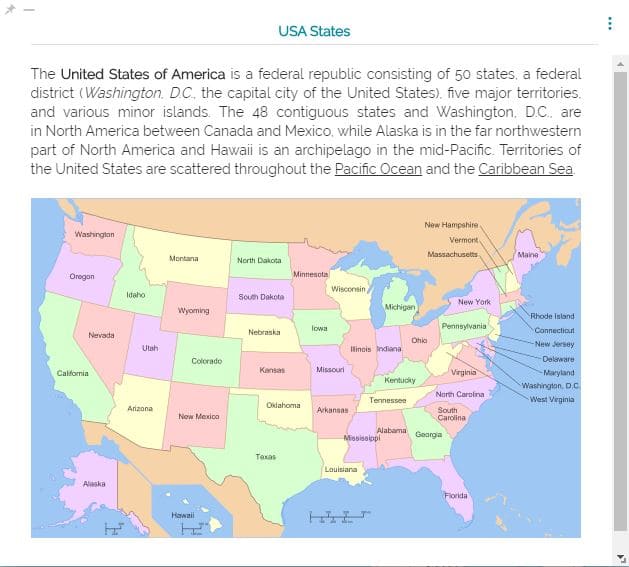 USA States
The United States of America is a federal republic consisting of 50 states, a federal
district (Washington, D.C., the capital city of the United States), five major territories,
and various minor islands. The 48 contiguous states and Washington, D.C., are
in North America between Canada and Mexico, while Alaska is in the far northwestern
part of North America and Hawaii is an archipelago in the mid-Pacific. Territories of
the United States are scattered throughout the Pacific Ocean and the Caribbean Sea.
New Hampshire
Washington
Vermont
Massachusetts
Maine
Montana
North Dakota
Minnesota
Oregon
Wisconsin
Idaho
South Dakota
New York
Michigan
Wyoming
Rhode Island
Connecticut
Pennsylvania
Iowa
Nebraska
Nevada
Ohio
New Jersey
Utah
Illinois
Indiana
Delaware
Colorado
California
Kansas
Missouri
Virginia
Maryland
Kentucky
Washington, D.C.
North Carolina
West Virginia
Tennessee
Oklahoma
Arizona
Arkansas
South
Carolina
New Mexico
Alabama
Georgia
Mississippi
Texas
Louisiana
Alaska
Florida
Hawaii